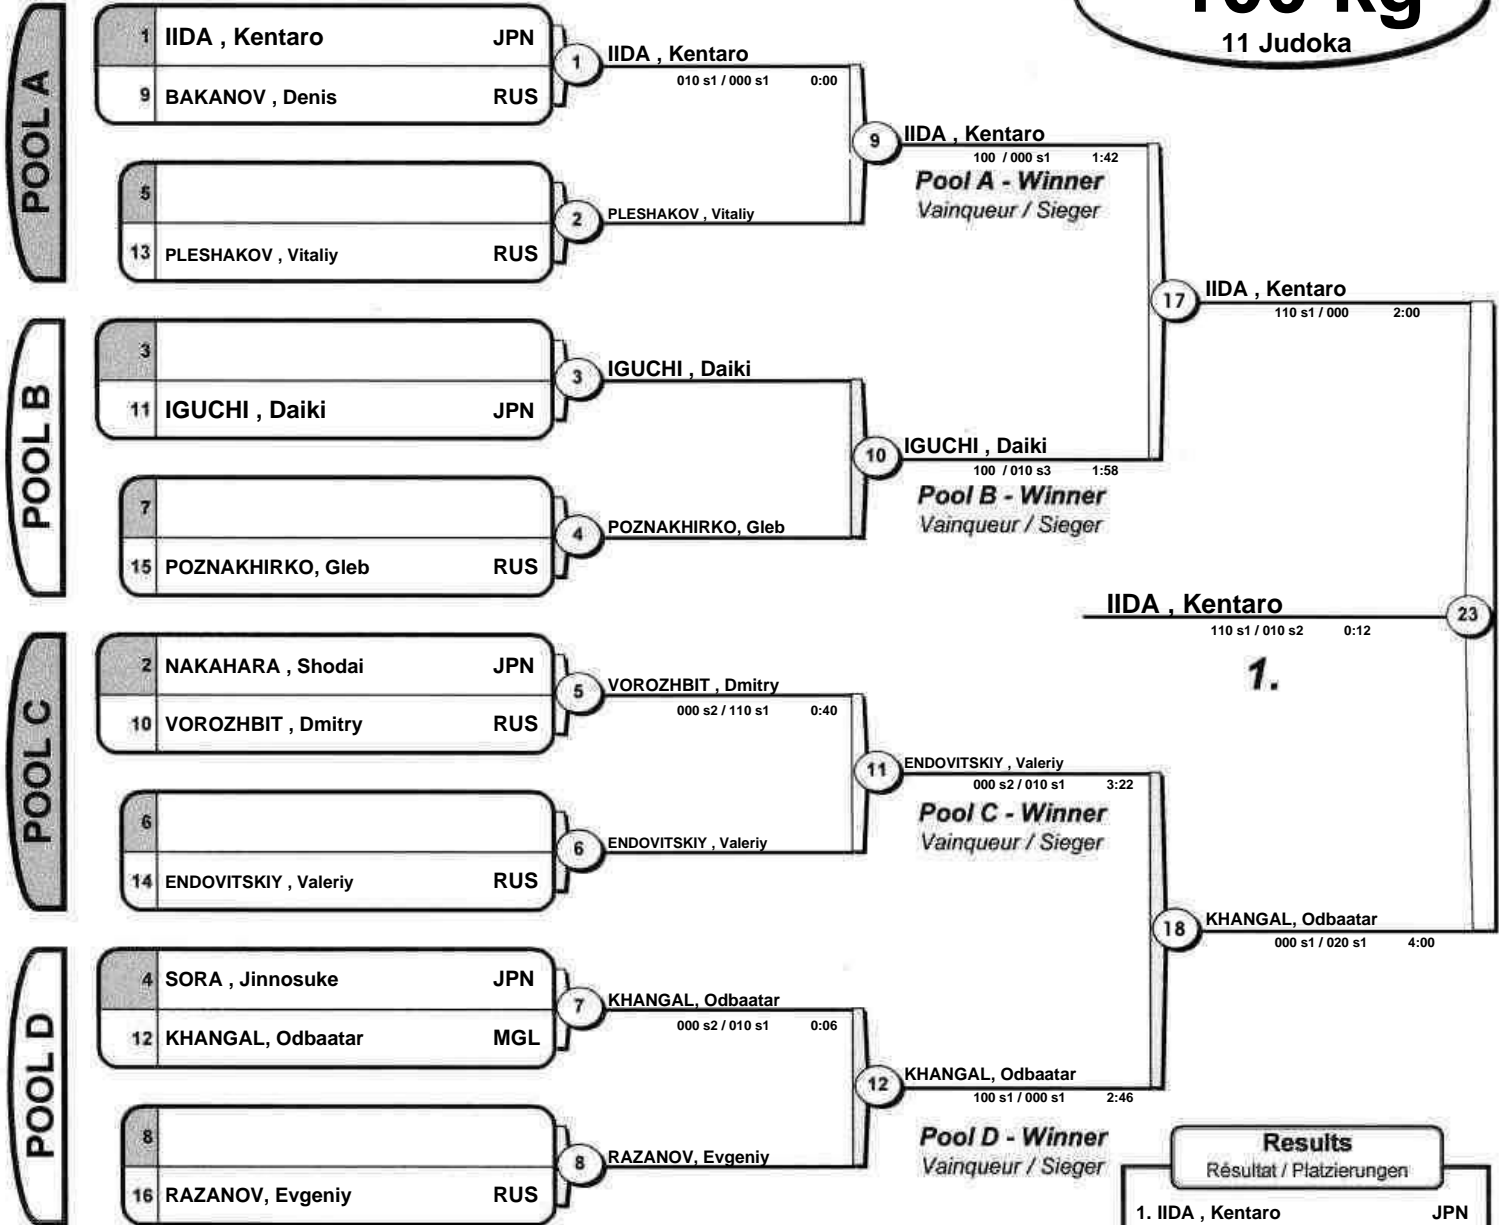 100 kg
11 Judoka
POOL A
1 IIDA , Kentaro JPN
9 BAKANOV , Denis RUS
1
IIDA , Kentaro
010 s1 / 000 s1 0:00
5
13 PLESHAKOV , Vitaliy RUS
2
PLESHAKOV , Vitaliy
9
IIDA , Kentaro
100 / 000 s1 1:42
Pool A - Winner
Vainqueur / Sieger
POOL B
3
11 IGUCHI , Daiki JPN
3
IGUCHI , Daiki
7
15 POZNAKHIRKO, Gleb RUS
4
POZNAKHIRKO, Gleb
10
IGUCHI , Daiki
100 / 010 s3 1:58
Pool B - Winner
Vainqueur / Sieger
17
IIDA , Kentaro
110 s1 / 000 2:00
IIDA , Kentaro
110 s1 / 010 s2 0:12
23
1.
POOL C
2 NAKAHARA , Shodai JPN
10 VOROZHBIT , Dmitry RUS
5
VOROZHBIT , Dmitry
000 s2 / 110 s1 0:40
6
14 ENDOVITSKIY , Valeriy RUS
6
ENDOVITSKIY , Valeriy
11
ENDOVITSKIY , Valeriy
000 s2 / 010 s1 3:22
Pool C - Winner
Vainqueur / Sieger
18
KHANGAL, Odbaatar
000 s1 / 020 s1 4:00
POOL D
4 SORA , Jinnosuke JPN
12 KHANGAL, Odbaatar MGL
7
KHANGAL, Odbaatar
000 s2 / 010 s1 0:06
8
16 RAZANOV, Evgeniy RUS
8
RAZANOV, Evgeniy
12
KHANGAL, Odbaatar
100 s1 / 000 s1 2:46
Pool D - Winner
Vainqueur / Sieger
Results
Résultat / Platzierungen
1. IIDA , Kentaro JPN